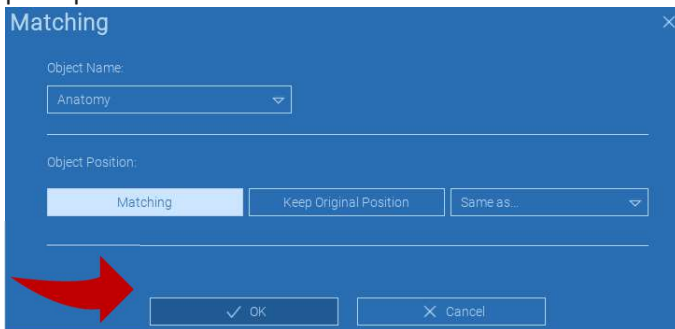 Matching
Object Name:
Anatomy
Object Position:
Matching Keep Original Position Same as...
OK Cancel